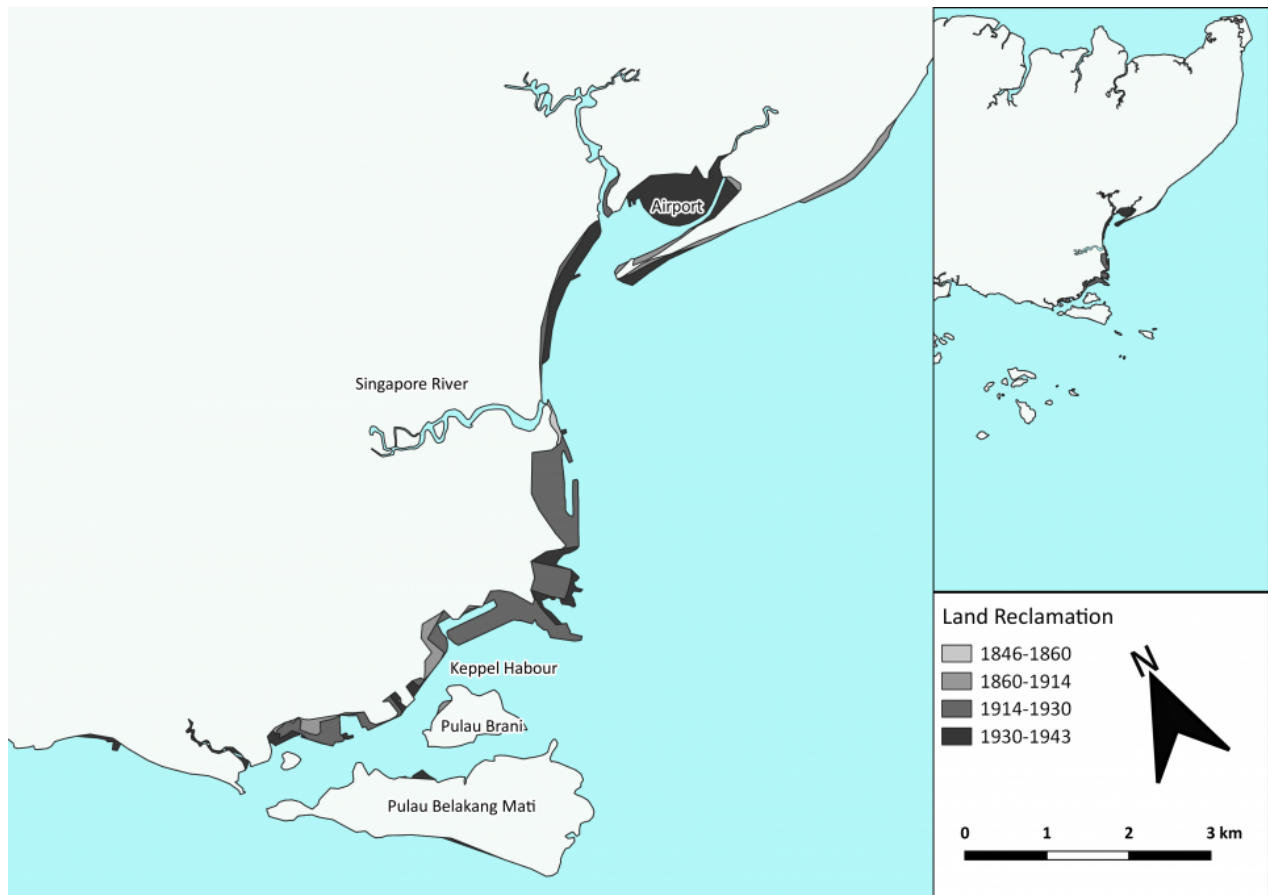 Airport
Singapore River
Keppel Habour
Pulau Brani
Pulau Belakang Mati
Land Reclamation
1846-1860
1860-1914
1914-1930
1930-1943
N
0 1 2 3 km